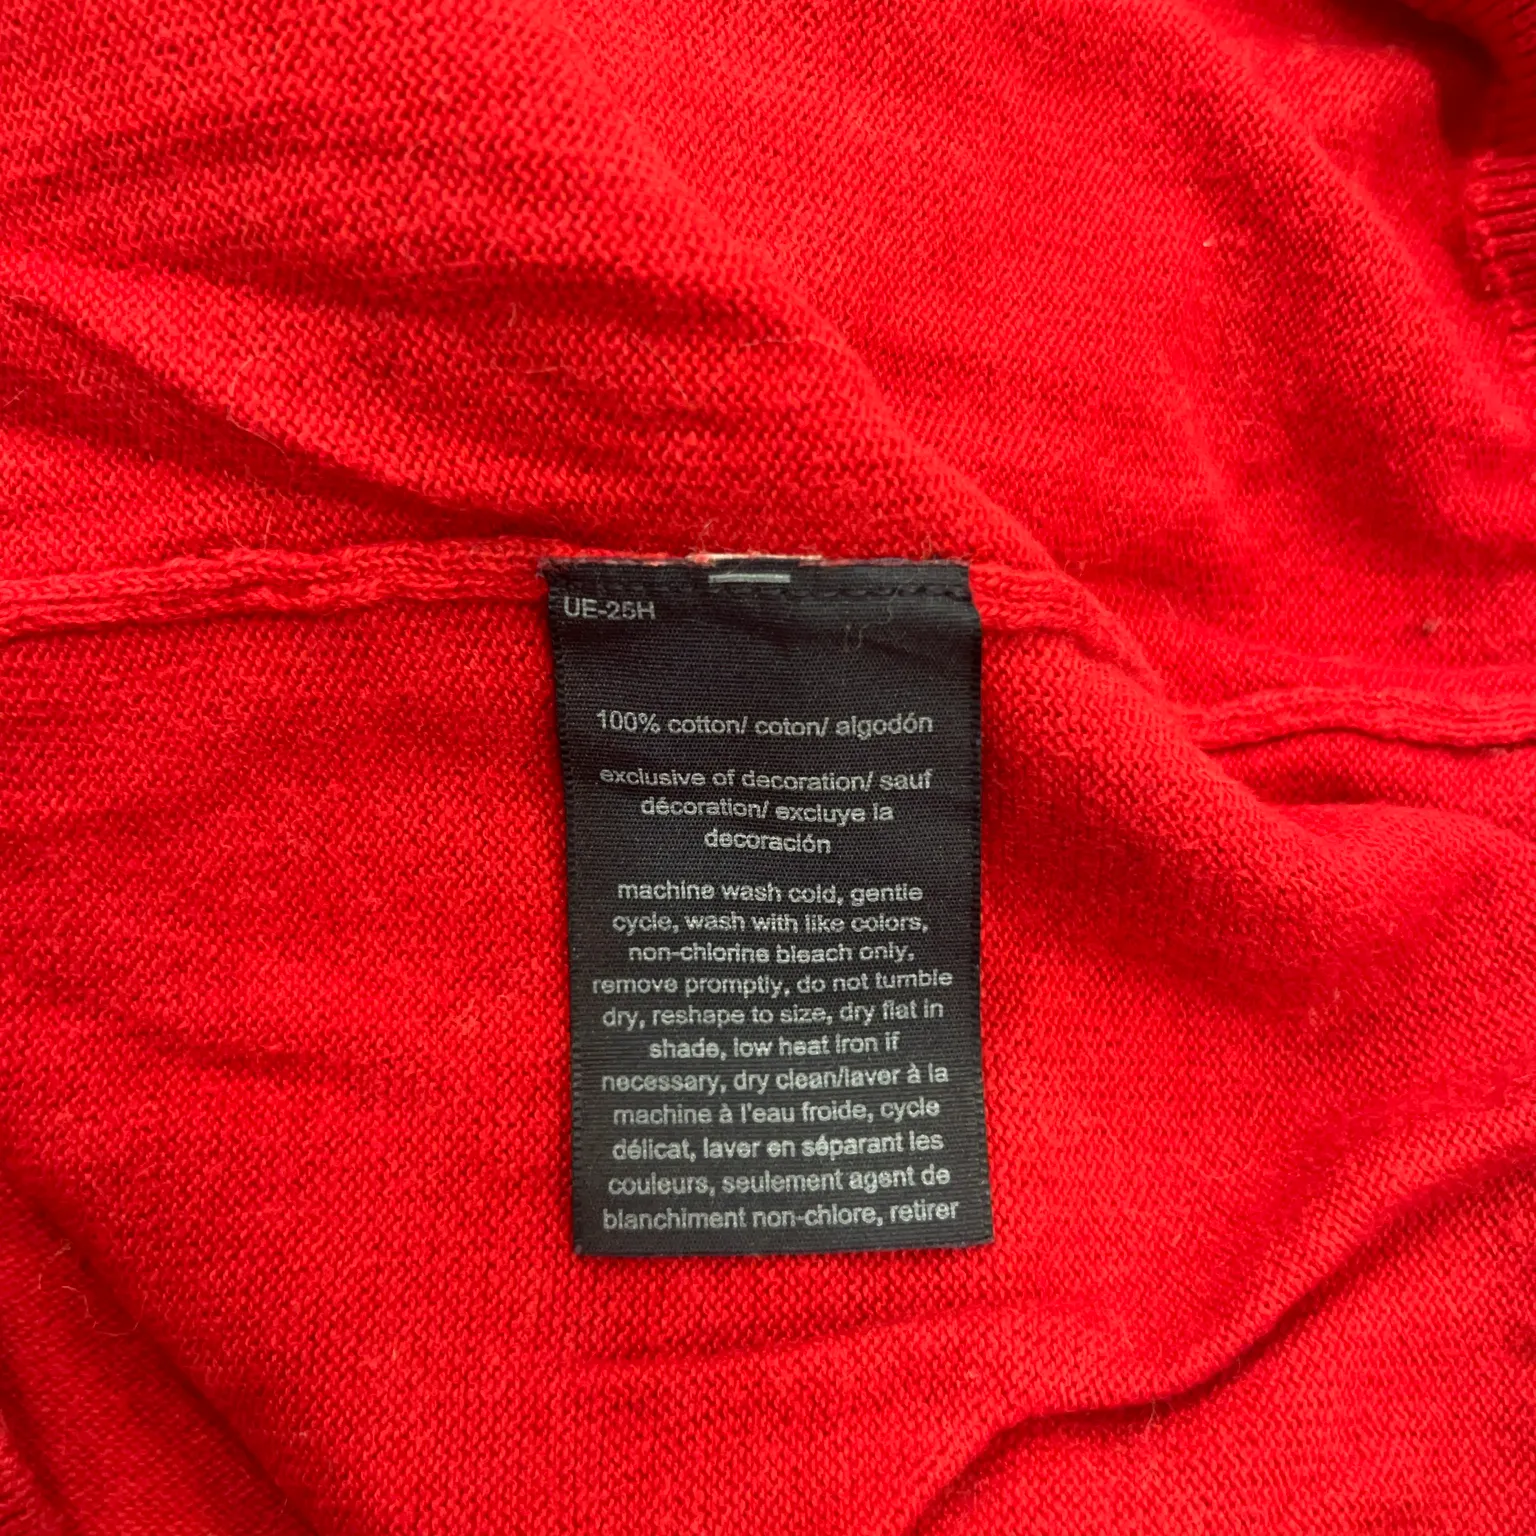 UE-25H
100% cotton/ coton/ algodón
exclusive of decoration/ sauf
décoration/ excluye la
decoración
machine wash cold, gentle
cycle, wash with like colors,
non-chlorine bleach only,
remove promptly, do not tumble
dry, reshape to size, dry flat in
shade, low heat iron if
necessary, dry clean/laver à la
machine à l'eau froide, cycle
délicat, laver en séparant les
couleurs, seulement agent de
blanchiment non-chlore, retirer